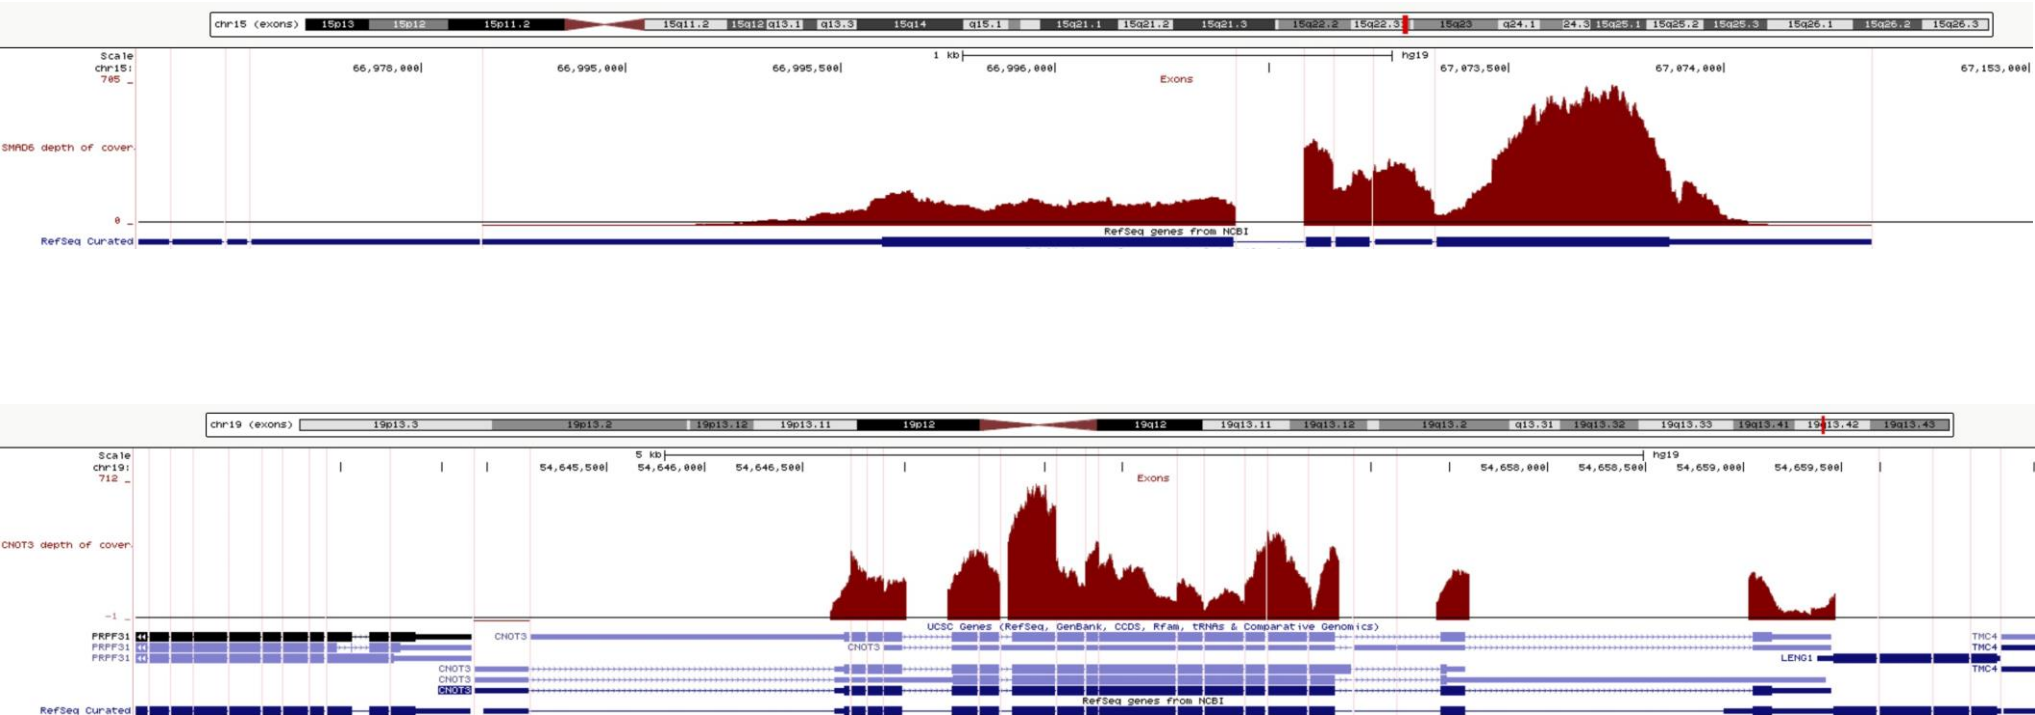 chr15 (exons) 15p13 15p12 15p11.2 15q11.2 15q12 q13.1 q13.3 15q14 q15.1 15q21.1 15q21.2 15q21.3 15q22.2 15q22.3 15q23 q24.1 24.3 15q25.1 15q25.2 15q25.3 15q26.1 15q26.2 15q26.3
Scale 1 kb hg19
chr15: 66,978,000 66,995,000 66,995,500 66,996,000 67,073,500 67,074,000 67,153,000
705 Exons
SMAD6 depth of cover
0
RefSeq genes from NCBI
RefSeq Curated
chr19 (exons) 19p13.3 19p13.2 19p13.12 19p13.11 19p12 19q12 19q13.11 19q13.12 19q13.2 q13.31 19q13.32 19q13.33 19q13.41 19q13.42 19q13.43
Scale 5 kb hg19
chr19: 54,645,500 54,646,000 54,646,500 54,658,000 54,658,500 54,659,000 54,659,500
712 Exons
CNOT3 depth of cover
-1
UCSC Genes (RefSeq, GenBank, CCDS, Rfam, tRNAs & Comparative Genomics)
PRPF31 CNOT3 TMC4
PRPF31 CNOT3 TMC4
PRPF31 LENG1
CNOT3 TMC4
CNOT3
CNOT3
RefSeq genes from NCBI
RefSeq Curated